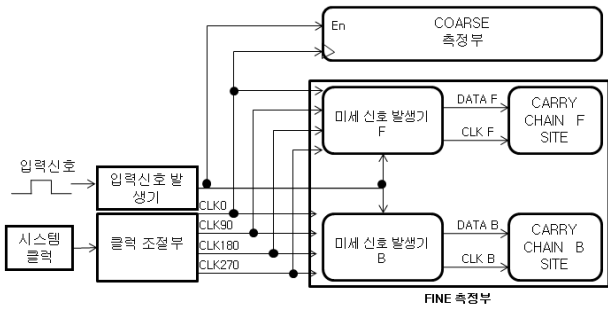 En
COARSE
측정부
미세 신호 발생기
F
DATA F
CLK F
CARRY
CHAIN F
SITE
입력신호
입력신호 발
생기
CLK0
CLK90
CLK180
CLK270
시스템
클럭
클럭 조절부
미세 신호 발생기
B
DATA B
CLK B
CARRY
CHAIN B
SITE
FINE 측정부